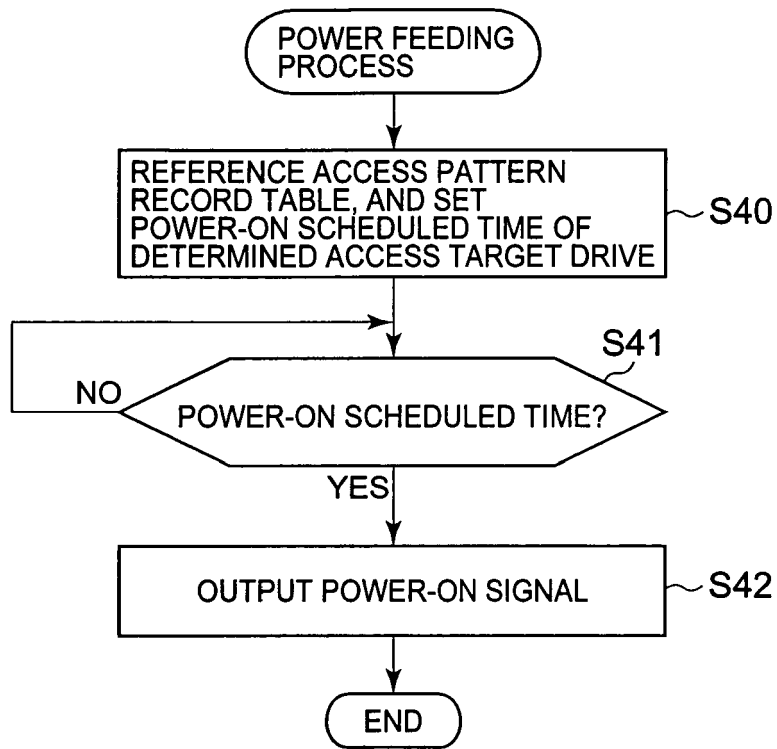 POWER FEEDING
PROCESS
REFERENCE ACCESS PATTERN
RECORD TABLE, AND SET
POWER-ON SCHEDULED TIME OF
DETERMINED ACCESS TARGET DRIVE
S40
S41
NO
POWER-ON SCHEDULED TIME?
YES
OUTPUT POWER-ON SIGNAL
S42
END